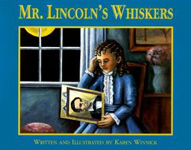 MR. LINCOLN'S WHISKERS
WRITTEN AND ILLUSTRATED BY KAREN WINNICK